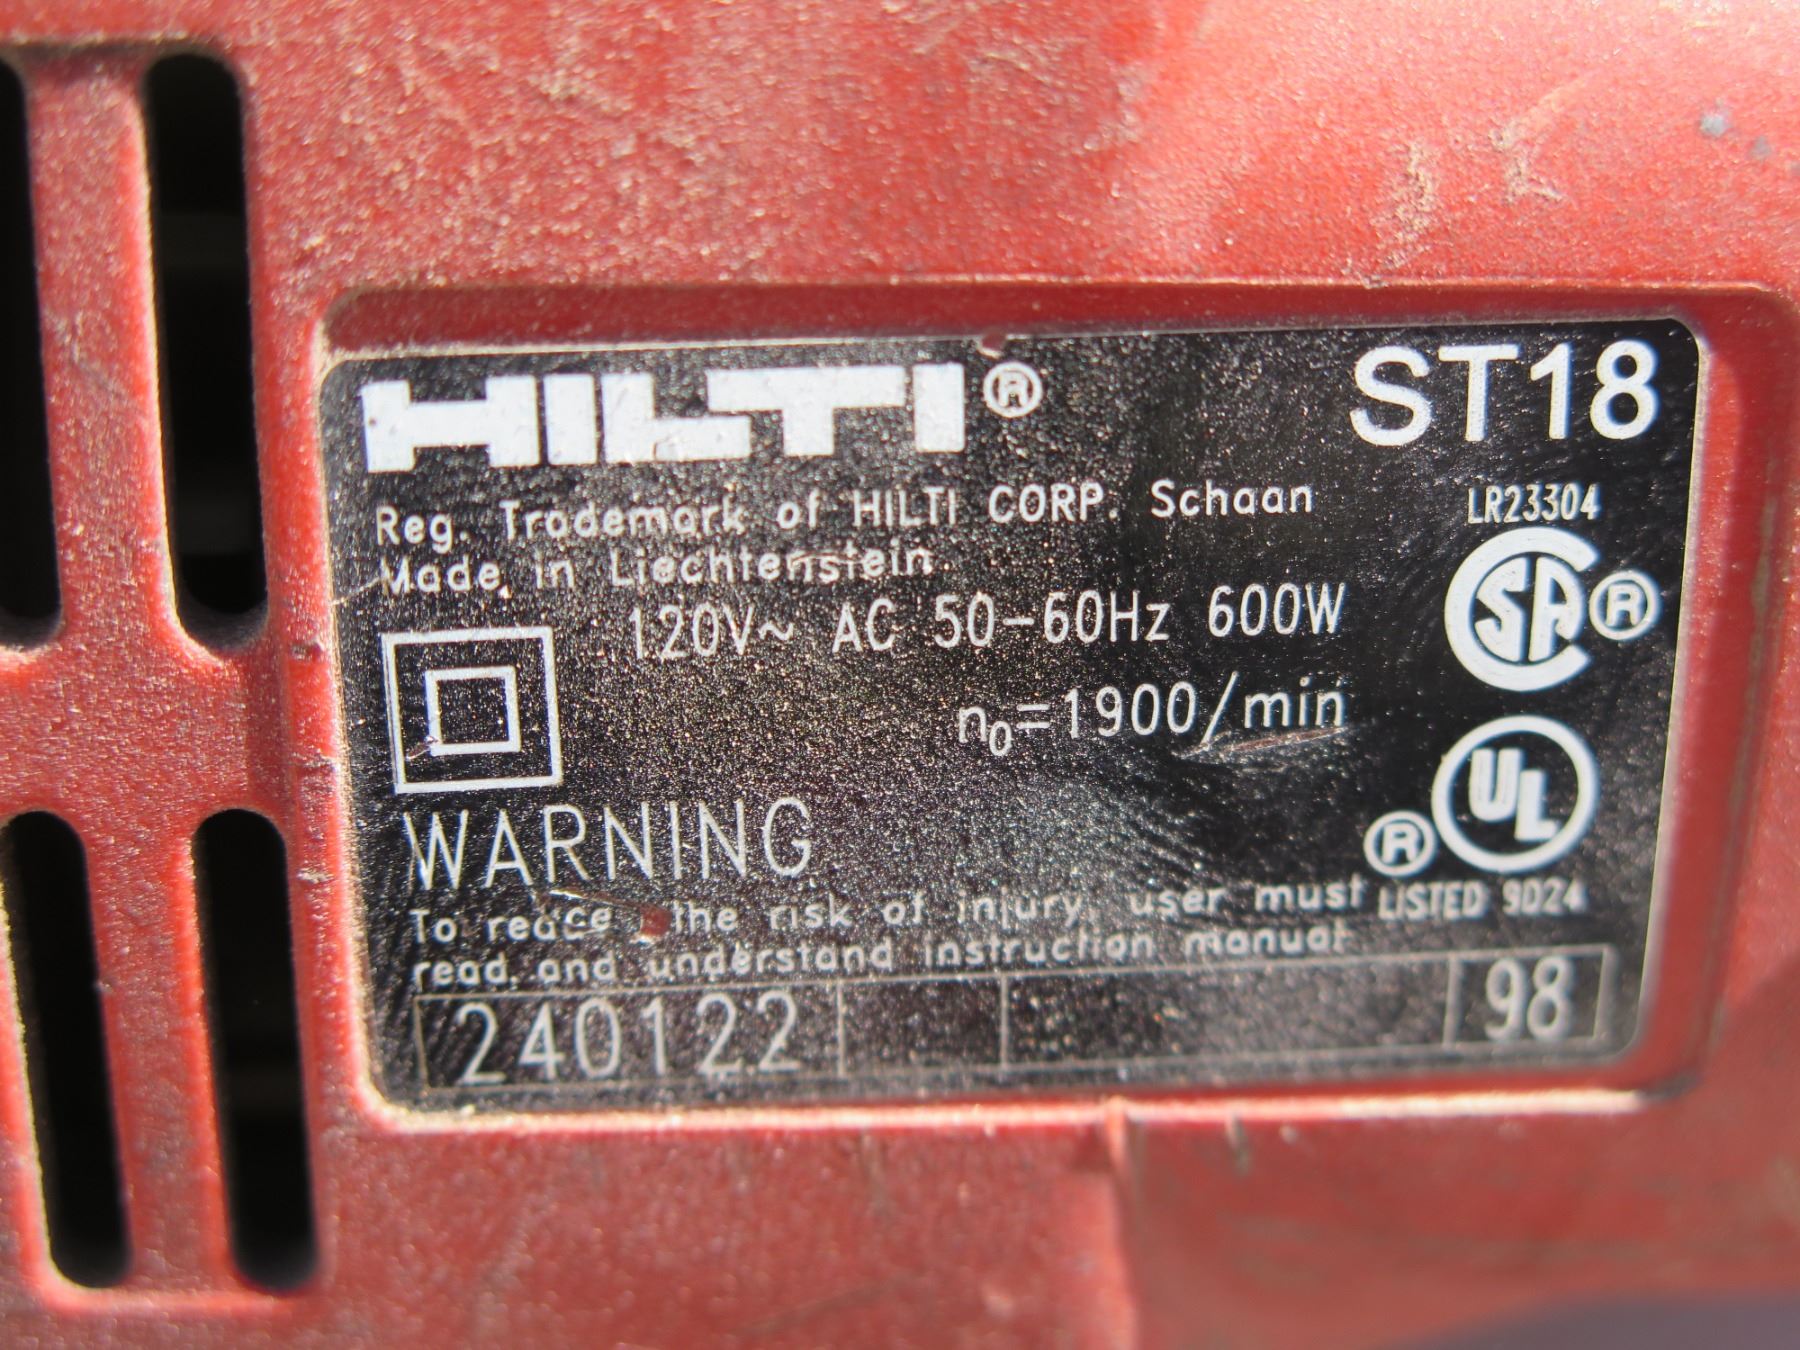 HILTI® ST18
Reg. Trademark of HILTI CORP. Schaan
LR23304
Made in Liechtenstein
120V~ AC 50-60Hz 600W
SA ®
n₀=1900/min
UL ®
WARNING
To reduce the risk of injury, user must
LISTED 9D24
read and understand instruction manual
240122
98